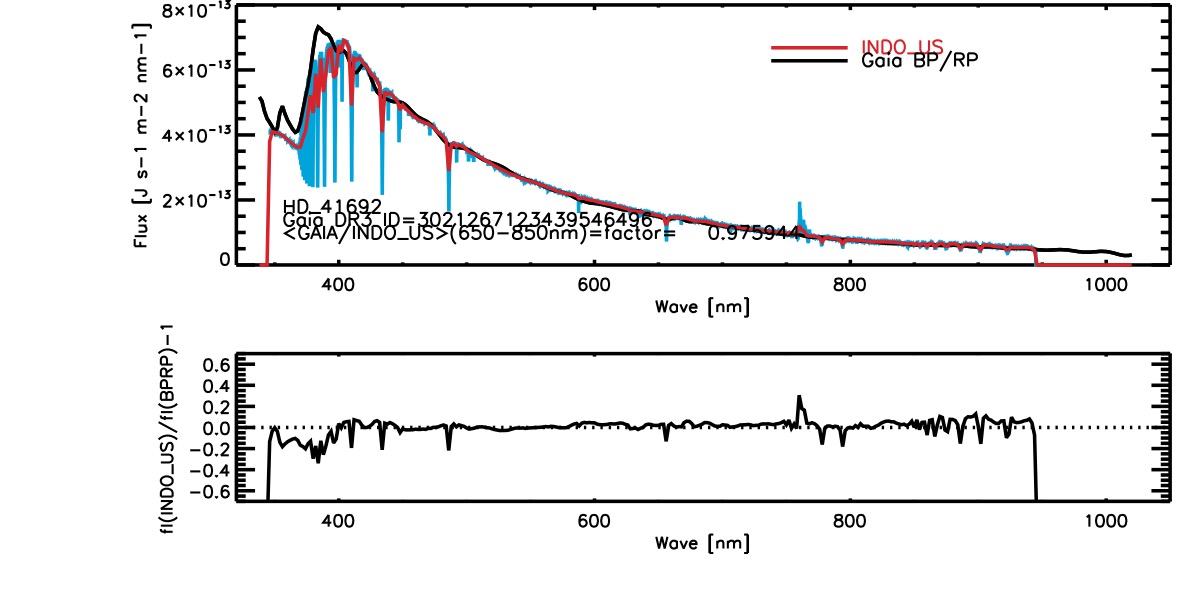 8×10−13
6×10−13
4×10−13
2×10−13
0
Flux [J s−1 m−2 nm−1]
INDO_US
Gaia BP/RP
HD_41692
Gaia DR3 ID=3021267123439546496
<GAIA/INDO_US>(650−850nm)=factor= 0.975944
400 600 800 1000
Wave [nm]
fl(INDO_US)/fl(BPRP)−1
0.6
0.4
0.2
0.0
−0.2
−0.4
−0.6
400 600 800 1000
Wave [nm]